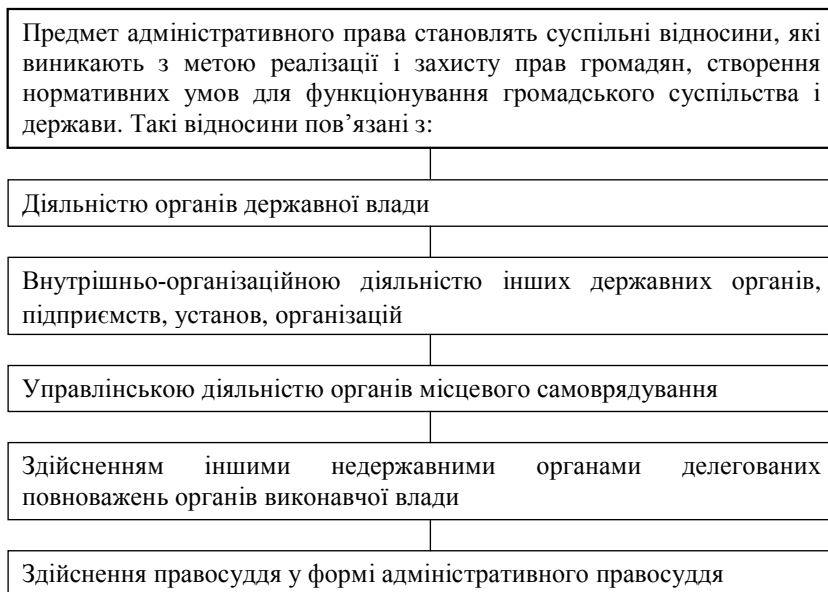 Предмет адміністративного права становлять суспільні відносини, які
виникають з метою реалізації і захисту прав громадян, створення
нормативних умов для функціонування громадського суспільства і
держави. Такі відносини пов’язані з:
Діяльністю органів державної влади
Внутрішньо-організаційною діяльністю інших державних органів,
підприємств, установ, організацій
Управлінською діяльністю органів місцевого самоврядування
Здійсненням іншими недержавними органами делегованих
повноважень органів виконавчої влади
Здійснення правосуддя у формі адміністративного правосуддя